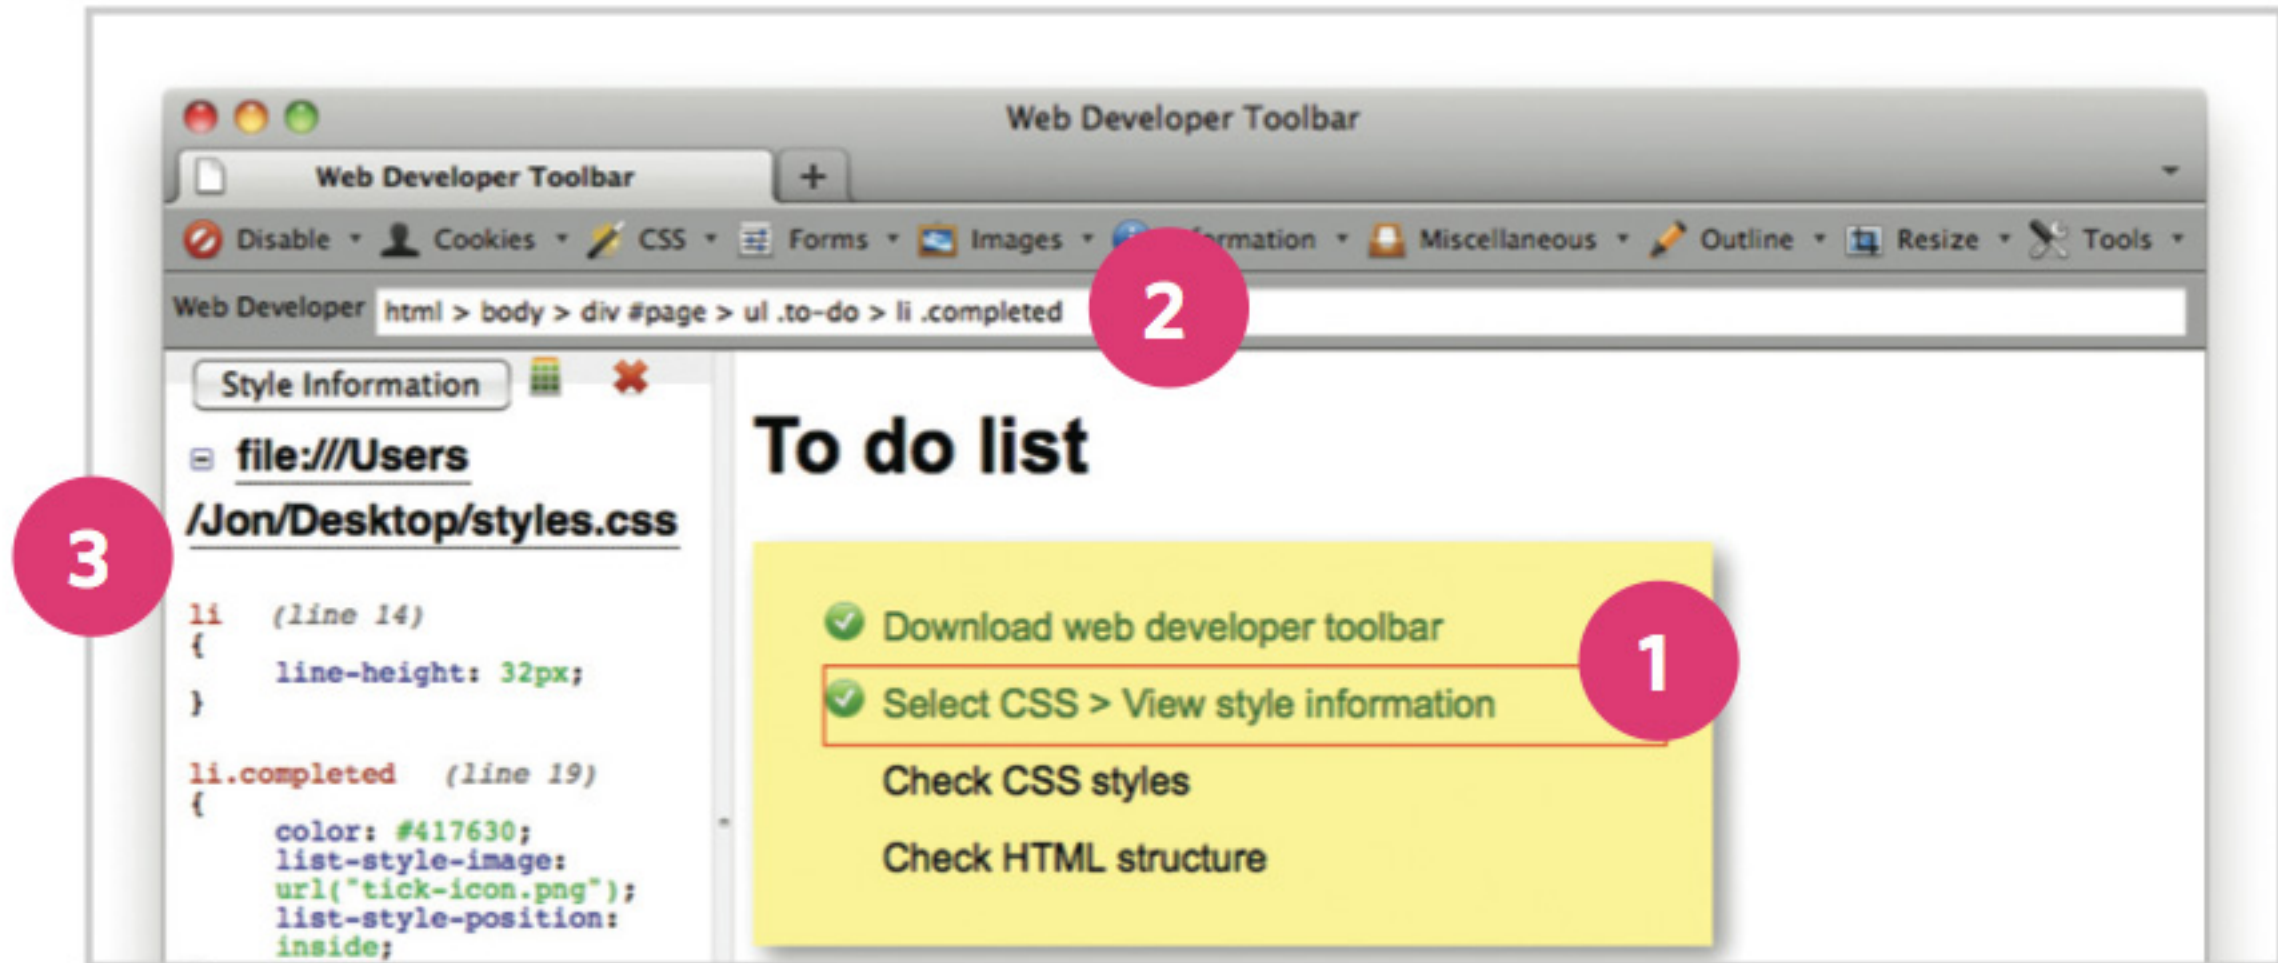 Web Developer Toolbar
Web Developer Toolbar +
Disable Cookies CSS Forms Images Miscellaneous Outline Resize Tools
Web Developer html > body > div #page > ul .to-do > li .completed
2
Style Information
file:///Users
/Jon/Desktop/styles.css
3
li (line 14)
{
line-height: 32px;
}
li.completed (line 19)
{
color: #417630;
list-style-image:
url("tick-icon.png");
list-style-position:
inside;
To do list
Download web developer toolbar
1
Select CSS > View style information
Check CSS styles
Check HTML structure